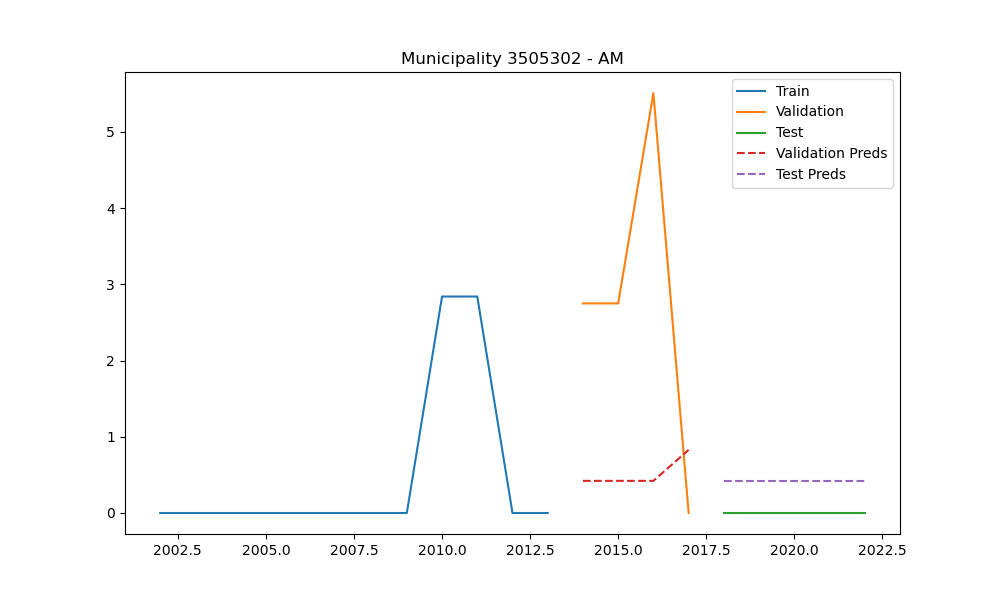 Municipality 3505302 - AM
Train
Validation
Test
Validation Preds
Test Preds
5
4
3
2
1
0
2002.5 2005.0 2007.5 2010.0 2012.5 2015.0 2017.5 2020.0 2022.5